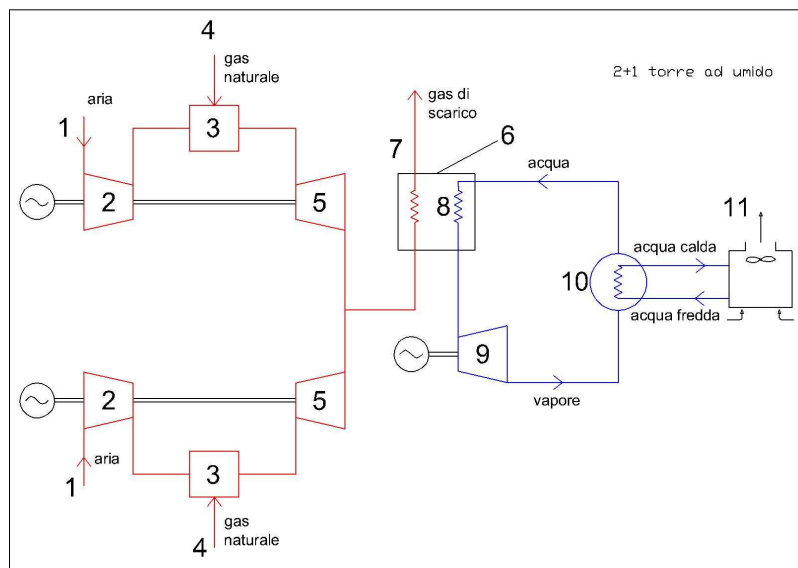 4
gas
naturale
2+1 torre ad umido
aria
1
3
gas di
scarico
7
6
acqua
2
5
8
11
acqua calda
10
acqua fredda
9
vapore
2
5
aria
1
3
gas
naturale
4